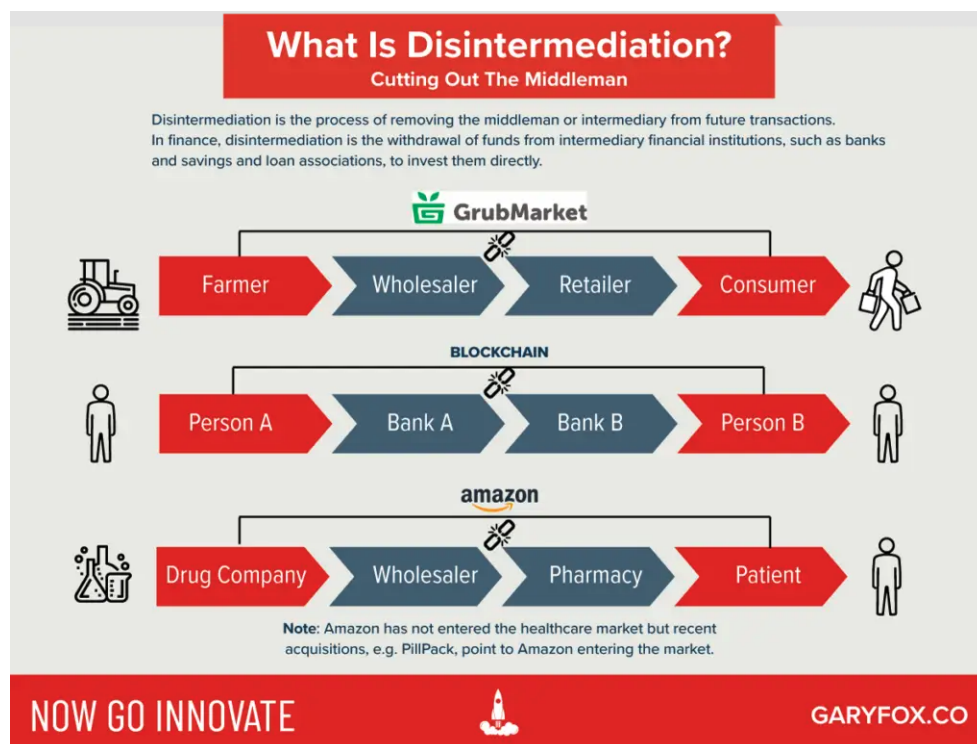 What Is Disintermediation?
Cutting Out The Middleman
Disintermediation is the process of removing the middleman or intermediary from future transactions.
In finance, disintermediation is the withdrawal of funds from intermediary financial institutions, such as banks
and savings and loan associations, to invest them directly.
GrubMarket
Farmer Wholesaler Retailer Consumer
BLOCKCHAIN
Person A Bank A Bank B Person B
amazon
Drug Company Wholesaler Pharmacy Patient
Note: Amazon has not entered the healthcare market but recent
acquisitions, e.g. PillPack, point to Amazon entering the market.
NOW GO INNOVATE GARYFOX.CO